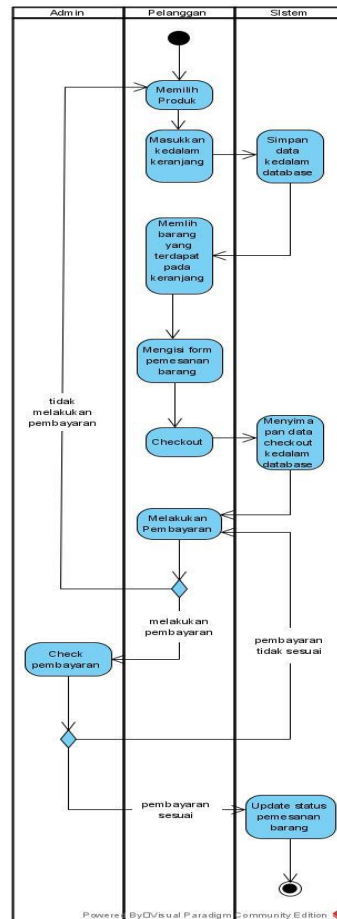 Admin
Pelanggan
Sistem
Memilih
Produk
Masukkan
kedalam
keranjang
Simpan
data
kedalam
database
Memlih
barang
yang
terdapat
pada
keranjang
Mengisi form
pemesanan
barang
tidak
melakukan
pembayaran
Checkout
Menyima
pan data
checkout
kedalam
database
Melakukan
Pembayaran
melakukan
pembayaran
Check
pembayaran
pembayaran
tidak sesuai
pembayaran
sesuai
Update status
pemesanan
barang
Powered By Visual Paradigm Community Edition